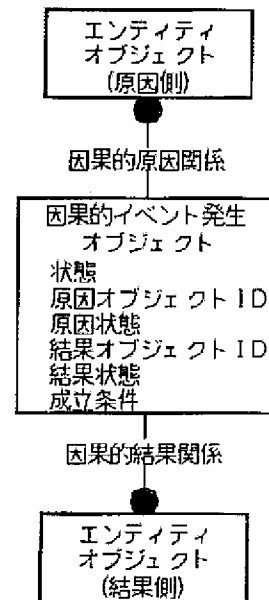 エンティティ
オブジェクト
(原因側)
因果的原因関係
因果的イベント発生
オブジェクト
状態
原因オブジェクトID
原因状態
結果オブジェクトID
結果状態
成立条件
因果的結果関係
エンティティ
オブジェクト
(結果側)